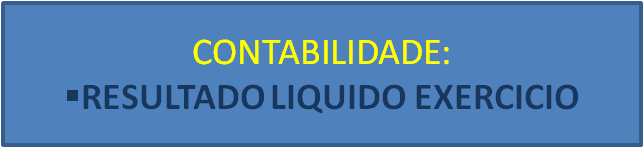 CONTABILIDADE:
▪RESULTADO LIQUIDO EXERCICIO